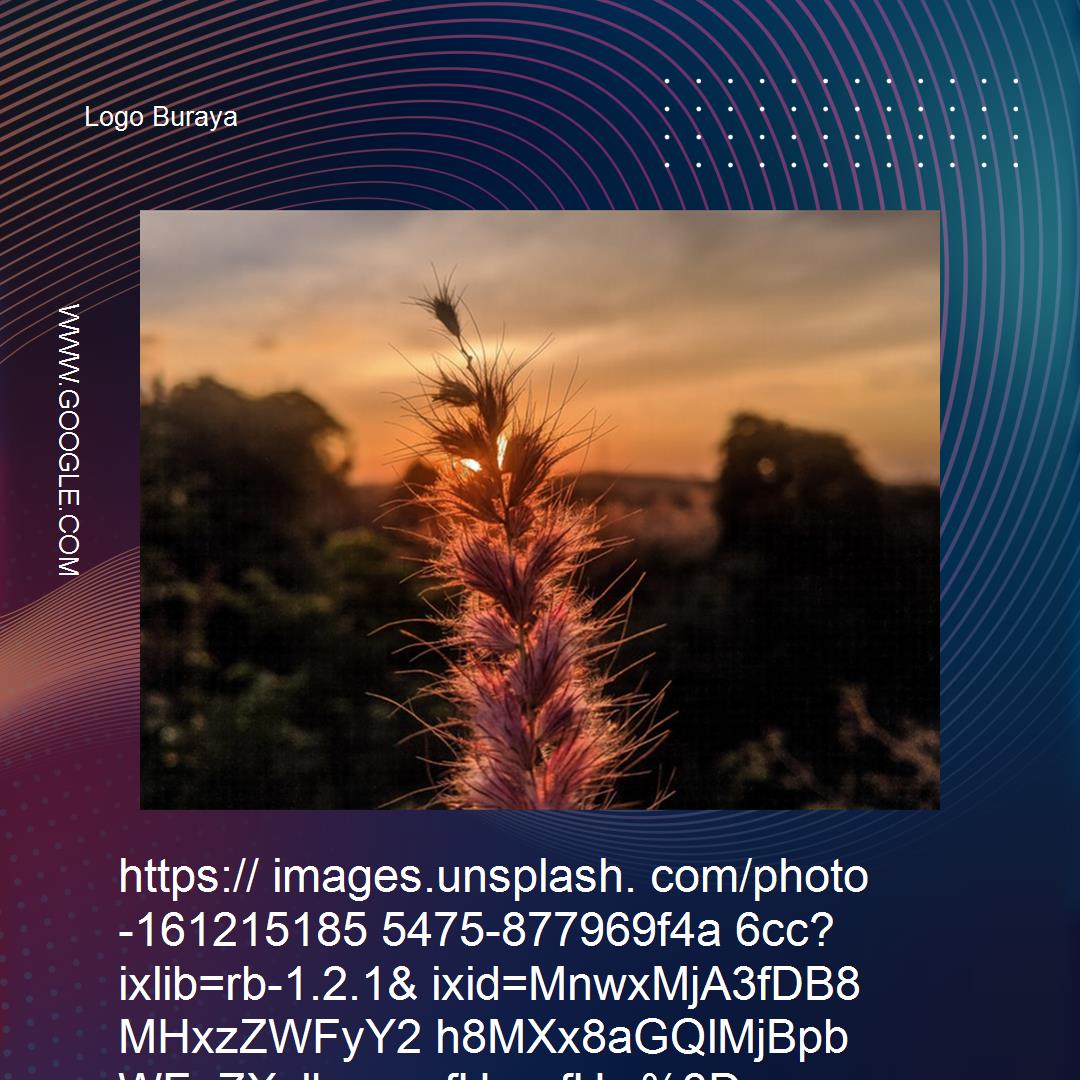 Logo Buraya
WWW.GOOGLE.COM
https:// images.unsplash. com/photo
-161215185 5475-877969f4a 6cc?
ixlib=rb-1.2.1& ixid=MnwxMjA3fDB8
MHxzZWFyY2 h8MXx8aGQlMjBpb